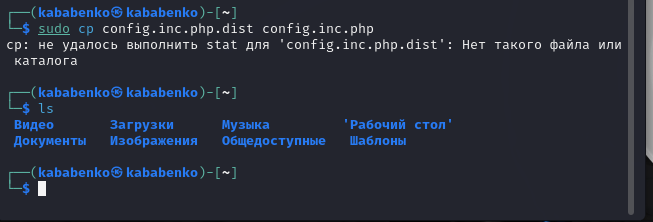 ┌──(kababenko㉿kababenko)-[~]
└─$ sudo cp config.inc.php.dist config.inc.php
cp: не удалось выполнить stat для 'config.inc.php.dist': Нет такого файла или
каталога
┌──(kababenko㉿kababenko)-[~]
└─$ ls
Видео Загрузки Музыка 'Рабочий стол'
Документы Изображения Общедоступные Шаблоны
┌──(kababenko㉿kababenko)-[~]
└─$